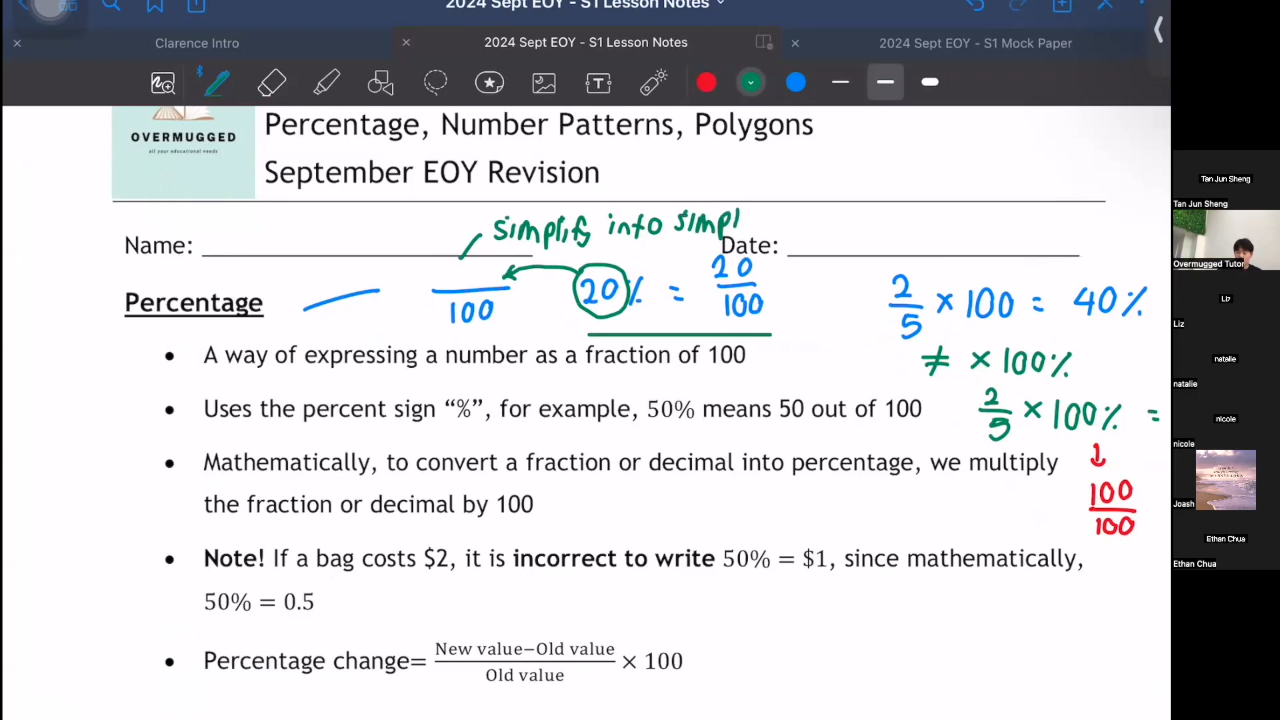 2024 Sept EOY - S1 Lesson Notes
Clarence Intro
2024 Sept EOY - S1 Lesson Notes
2024 Sept EOY - S1 Mock Paper
OVERMUGGED
all your educational needs
Percentage, Number Patterns, Polygons
September EOY Revision
simplify into simpl
Name: Date:
Percentage
100 20% = 20/100
2/5 × 100 = 40%
≠ × 100%
2/5 × 100% =
100/100
• A way of expressing a number as a fraction of 100
• Uses the percent sign “%”, for example, 50% means 50 out of 100
• Mathematically, to convert a fraction or decimal into percentage, we multiply
the fraction or decimal by 100
• Note! If a bag costs $2, it is incorrect to write 50% = $1, since mathematically,
50% = 0.5
• Percentage change= New value−Old value / Old value × 100
Tan Jun Sheng
Tan Jun Sheng
Overmugged Tutor
Liz
Liz
natalie
natalie
nicole
nicole
Joash
Ethan Chua
Ethan Chua